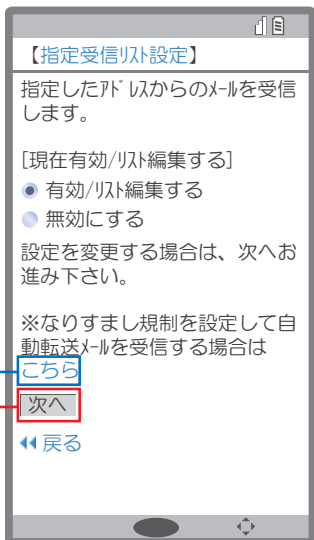 【指定受信ﾘｽﾄ設定】
指定したｱﾄﾞﾚｽからのﾒｰﾙを受信
します。
[現在有効/ﾘｽﾄ編集する]
有効/ﾘｽﾄ編集する
無効にする
設定を変更する場合は、次へお
進み下さい。
※なりすまし規制を設定して自
動転送ﾒｰﾙを受信する場合は
こちら
次へ
戻る